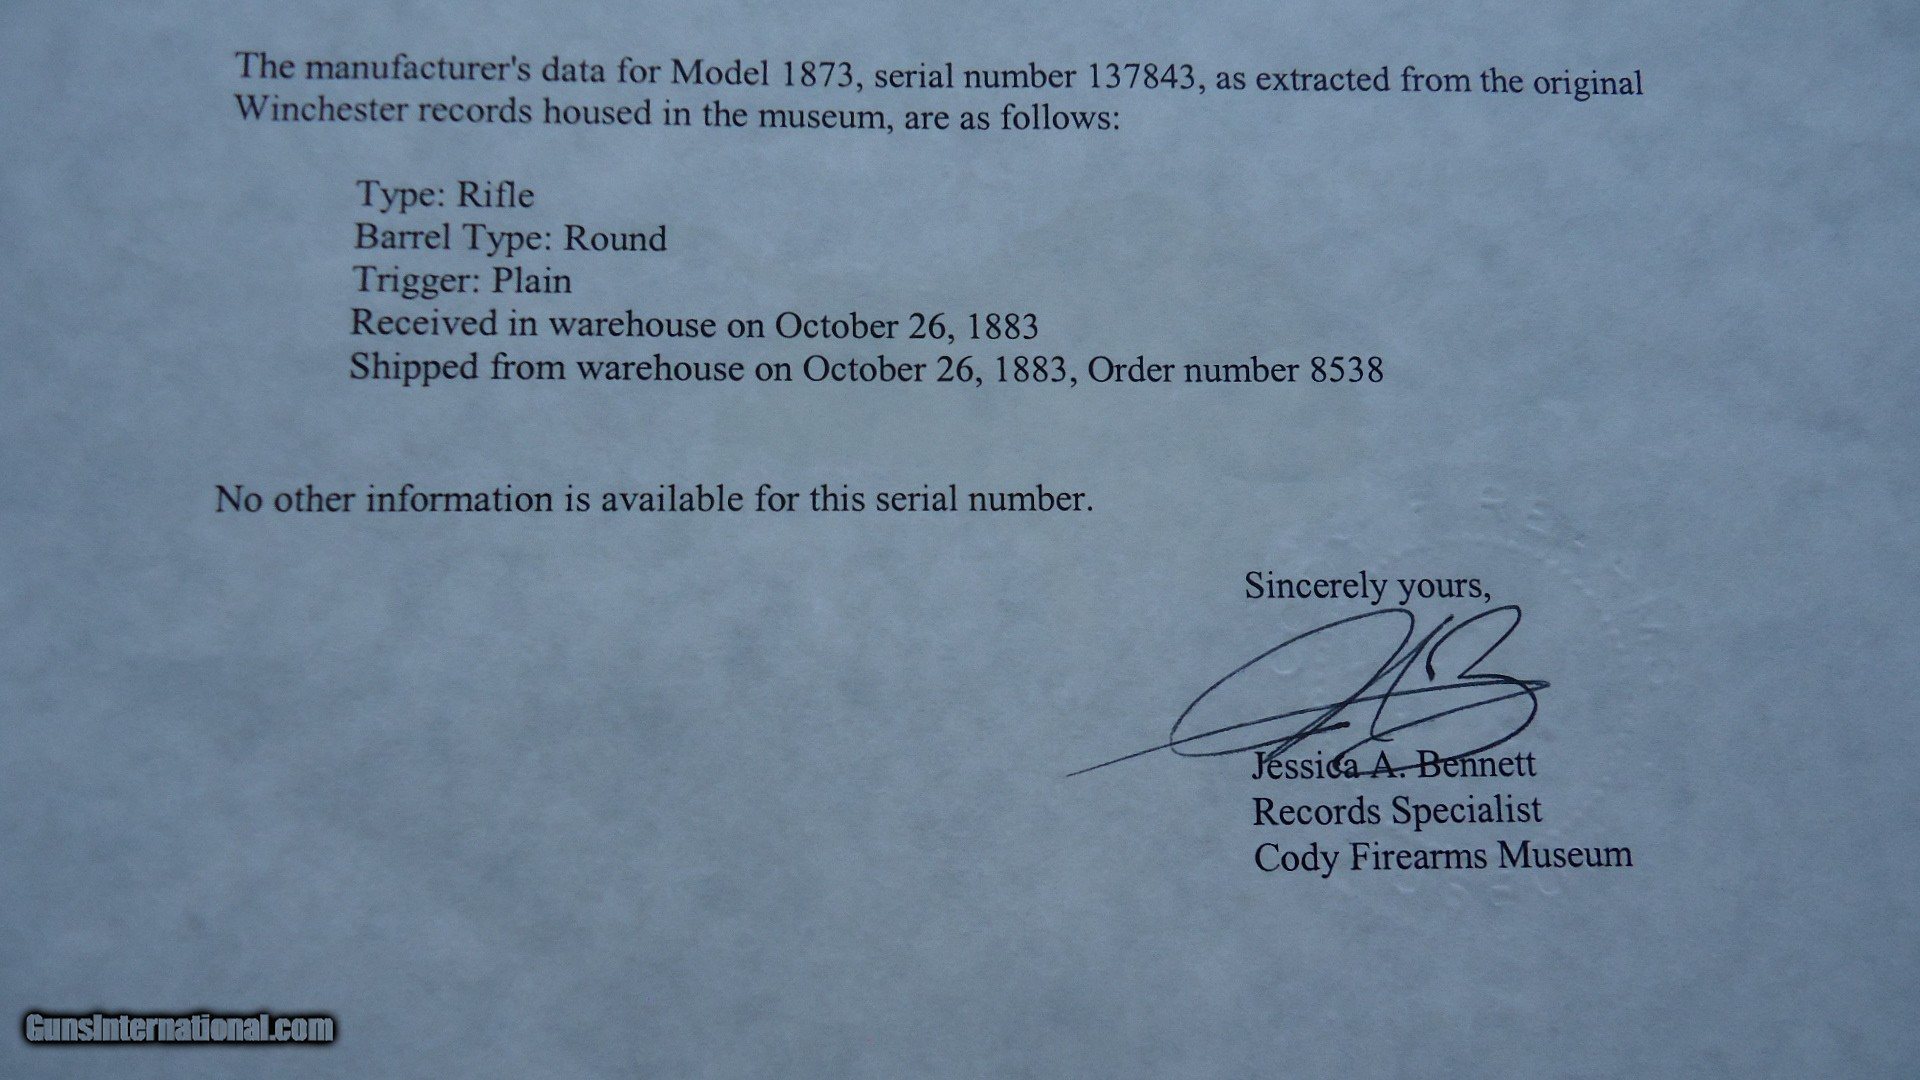 The manufacturer's data for Model 1873, serial number 137843, as extracted from the original
Winchester records housed in the museum, are as follows:
Type: Rifle
Barrel Type: Round
Trigger: Plain
Received in warehouse on October 26, 1883
Shipped from warehouse on October 26, 1883, Order number 8538
No other information is available for this serial number.
Sincerely yours,
Jessica A. Bennett
Records Specialist
Cody Firearms Museum
GunsInternational.com